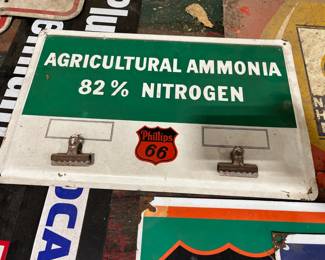 AGRICULTURAL AMMONIA
82% NITROGEN
Phillips
66